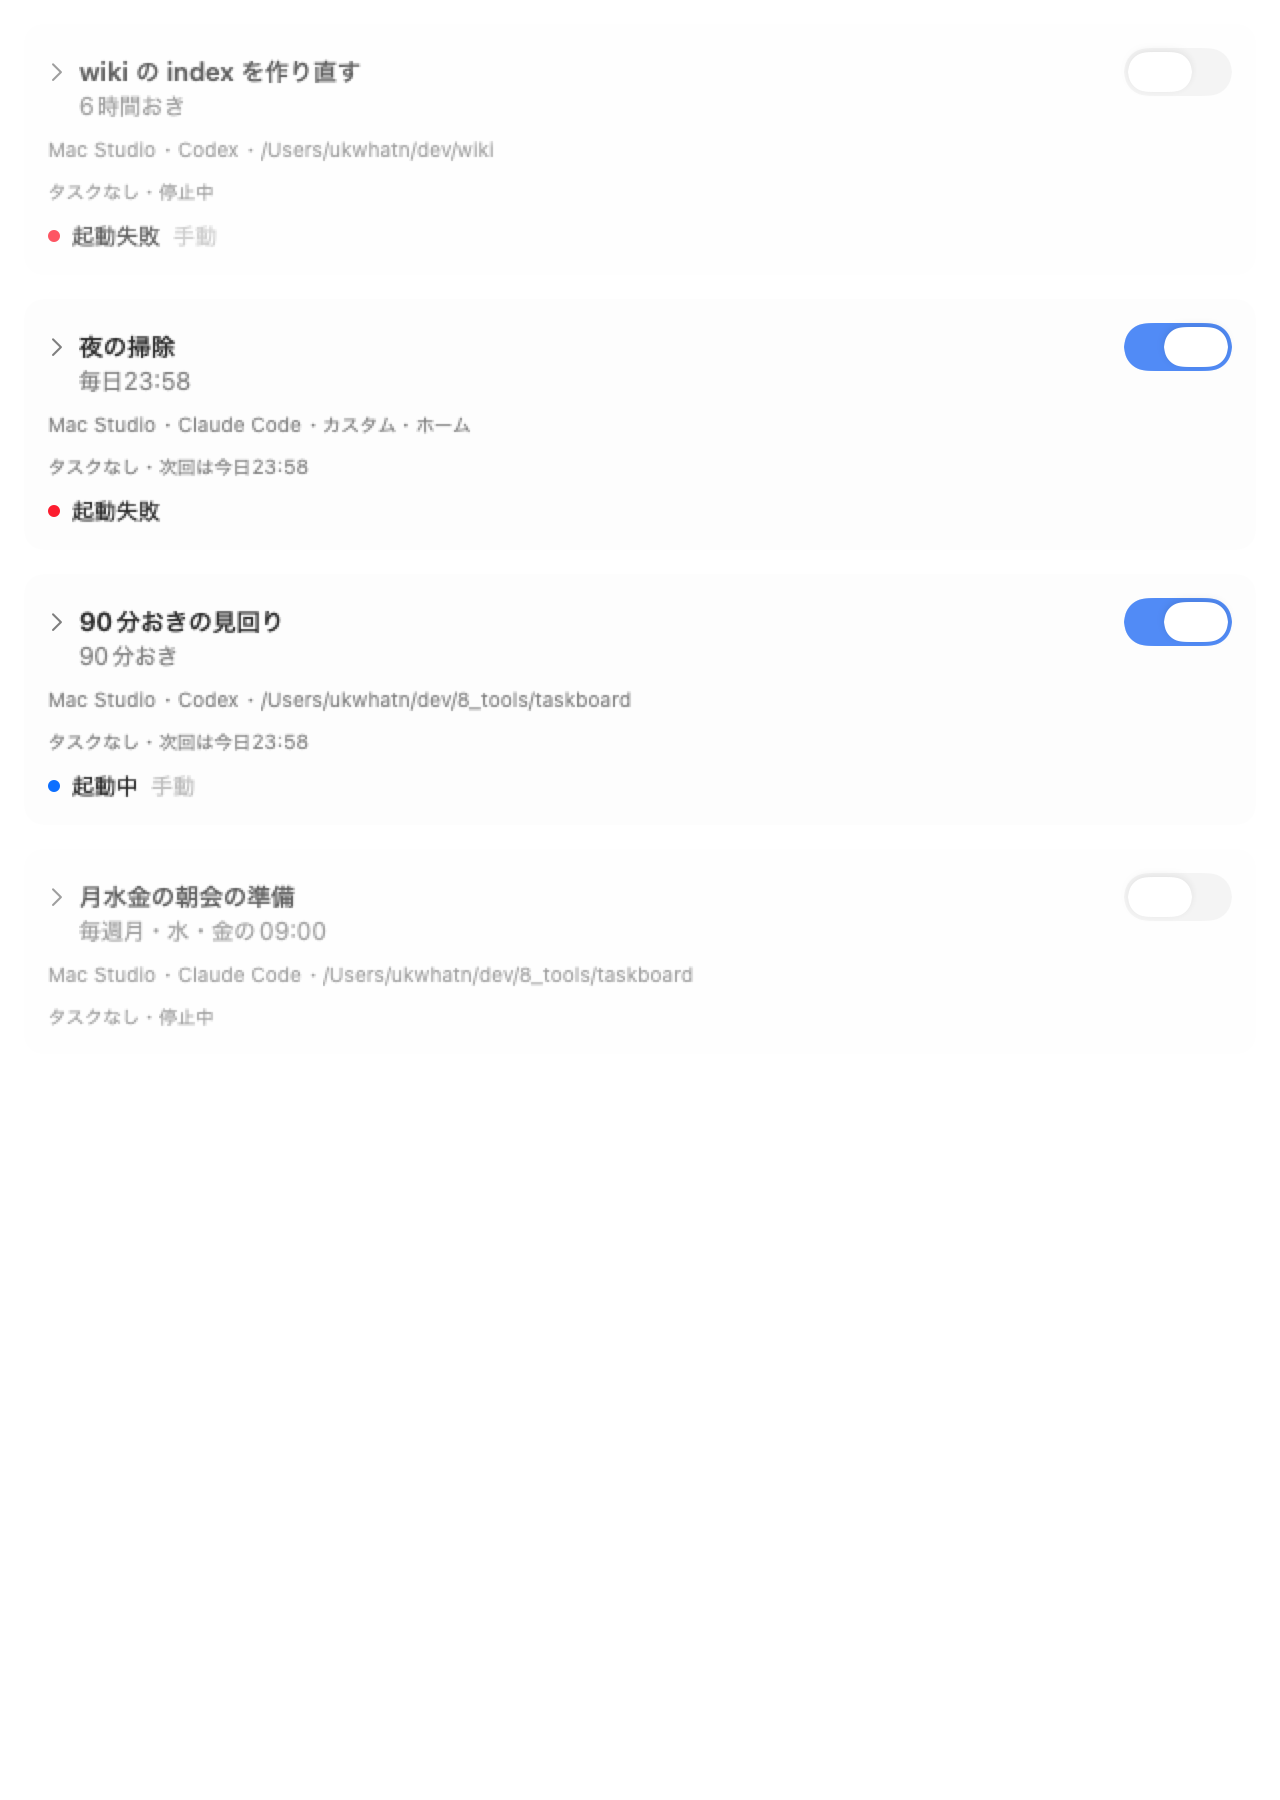 wiki の index を作り直す
6時間おき
Mac Studio・Codex・/Users/ukwhatn/dev/wiki
タスクなし・停止中
起動失敗 手動
夜の掃除
毎日23:58
Mac Studio・Claude Code・カスタム・ホーム
タスクなし・次回は今日23:58
起動失敗
90分おきの見回り
90分おき
Mac Studio・Codex・/Users/ukwhatn/dev/8_tools/taskboard
タスクなし・次回は今日23:58
起動中 手動
月水金の朝会の準備
毎週月・水・金の09:00
Mac Studio・Claude Code・/Users/ukwhatn/dev/8_tools/taskboard
タスクなし・停止中